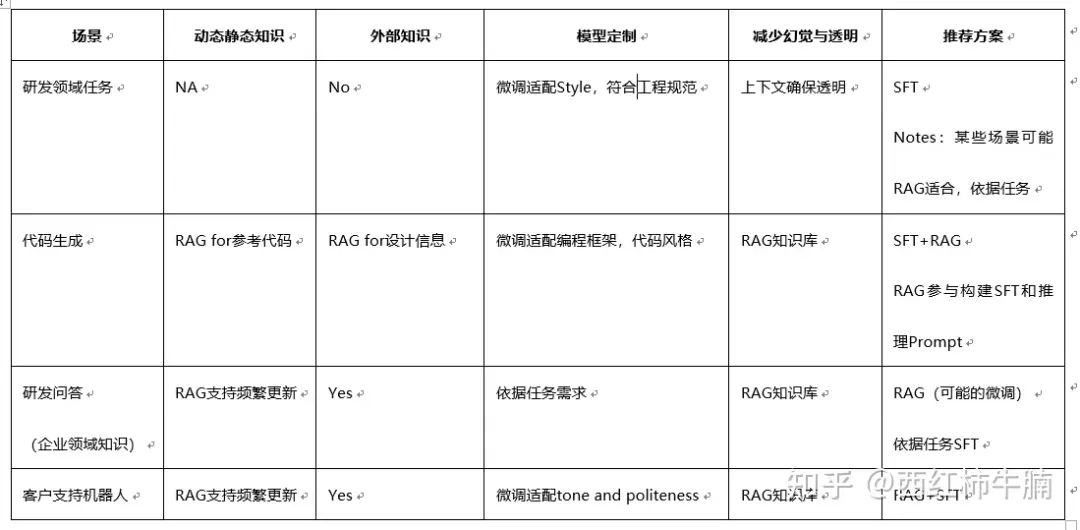 场景 动态静态知识 外部知识 模型定制 减少幻觉与透明 推荐方案
研发领域任务 NA No 微调适配Style，符合工程规范 上下文确保透明 SFT
Notes：某些场景可能
RAG适合，依据任务
代码生成 RAG for参考代码 RAG for设计信息 微调适配编程框架，代码风格 RAG知识库 SFT+RAG
RAG参与构建SFT和推
理Prompt
研发问答 RAG支持频繁更新 Yes 依据任务需求 RAG知识库 RAG（可能的微调）
（企业领域知识） 依据任务SFT
客户支持机器人 RAG支持频繁更新 Yes 微调适配tone and politeness RAG知识库 RAG+SFT
知乎 @西红柿牛腩